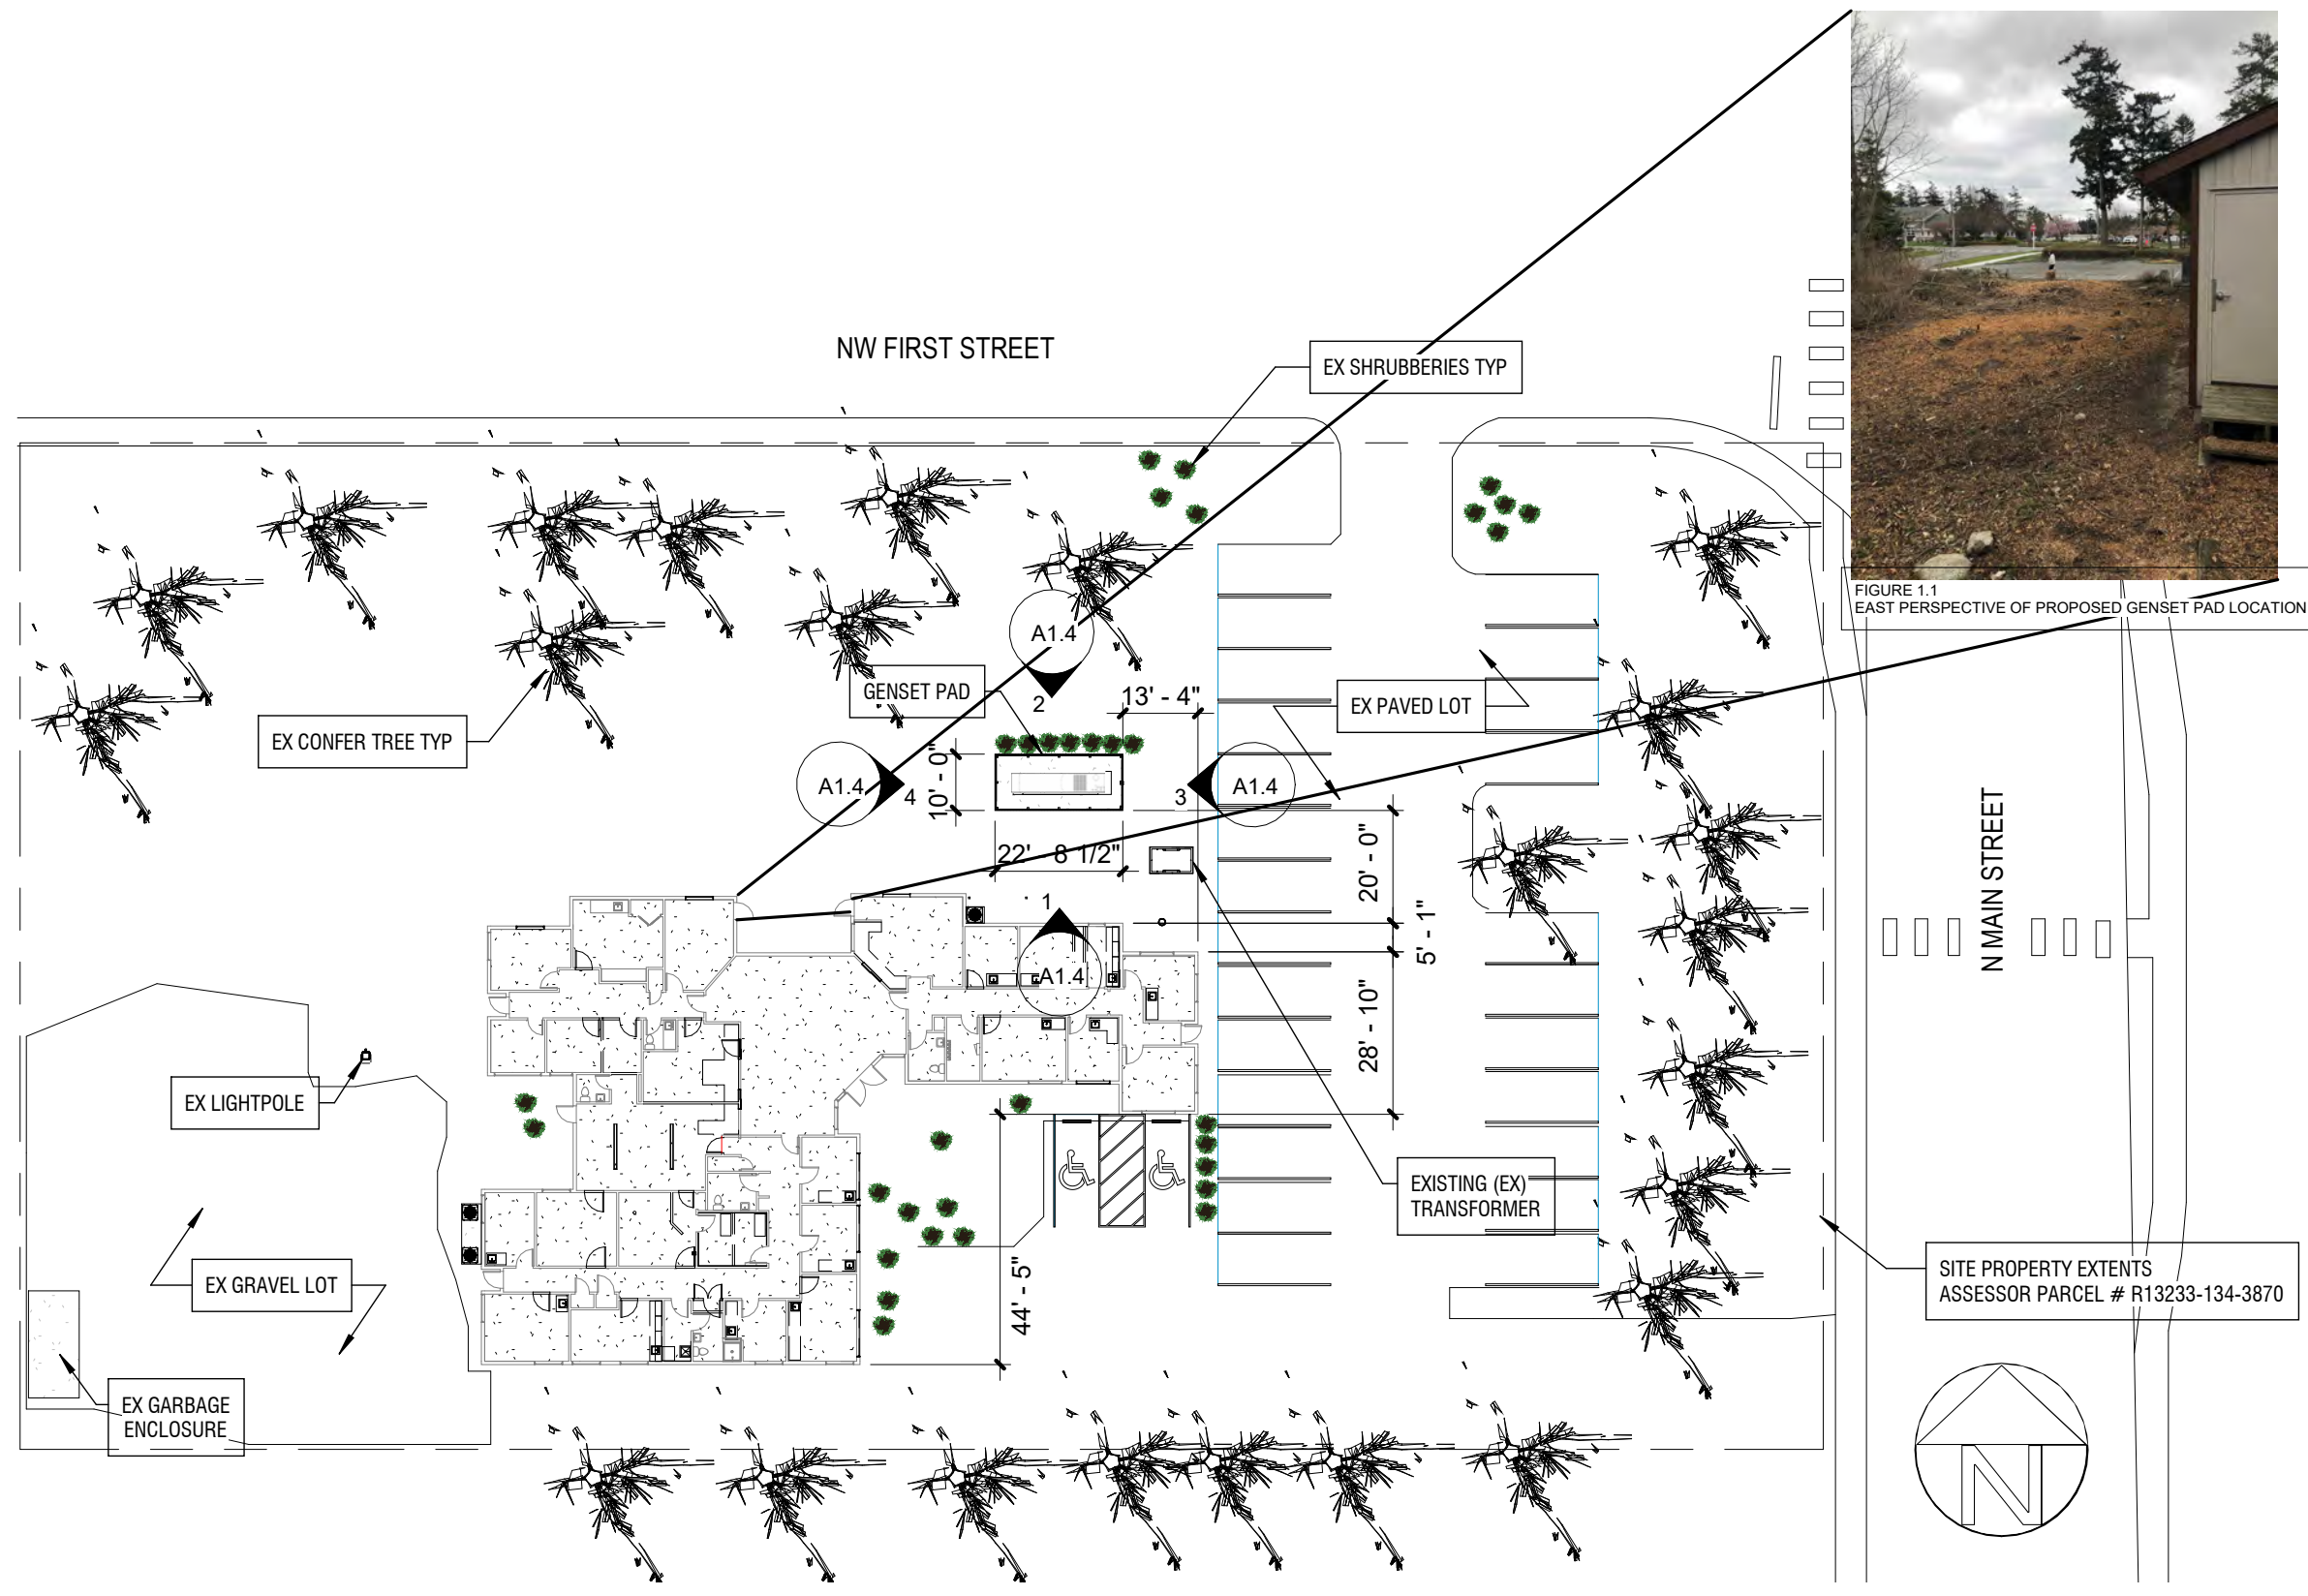 NW FIRST STREET
EX SHRUBBERIES TYP
FIGURE 1.1
EAST PERSPECTIVE OF PROPOSED GENSET PAD LOCATION
A1.4
2
GENSET PAD
13' - 4"
EX PAVED LOT
EX CONFER TREE TYP
A1.4
4
10' - 0"
3
A1.4
22' - 8 1/2"
20' - 0"
5' - 1"
1
A1.4
28' - 10"
N MAIN STREET
EX LIGHTPOLE
EXISTING (EX)
TRANSFORMER
EX GRAVEL LOT
44' - 5"
SITE PROPERTY EXTENTS
ASSESSOR PARCEL # R13233-134-3870
EX GARBAGE
ENCLOSURE
N